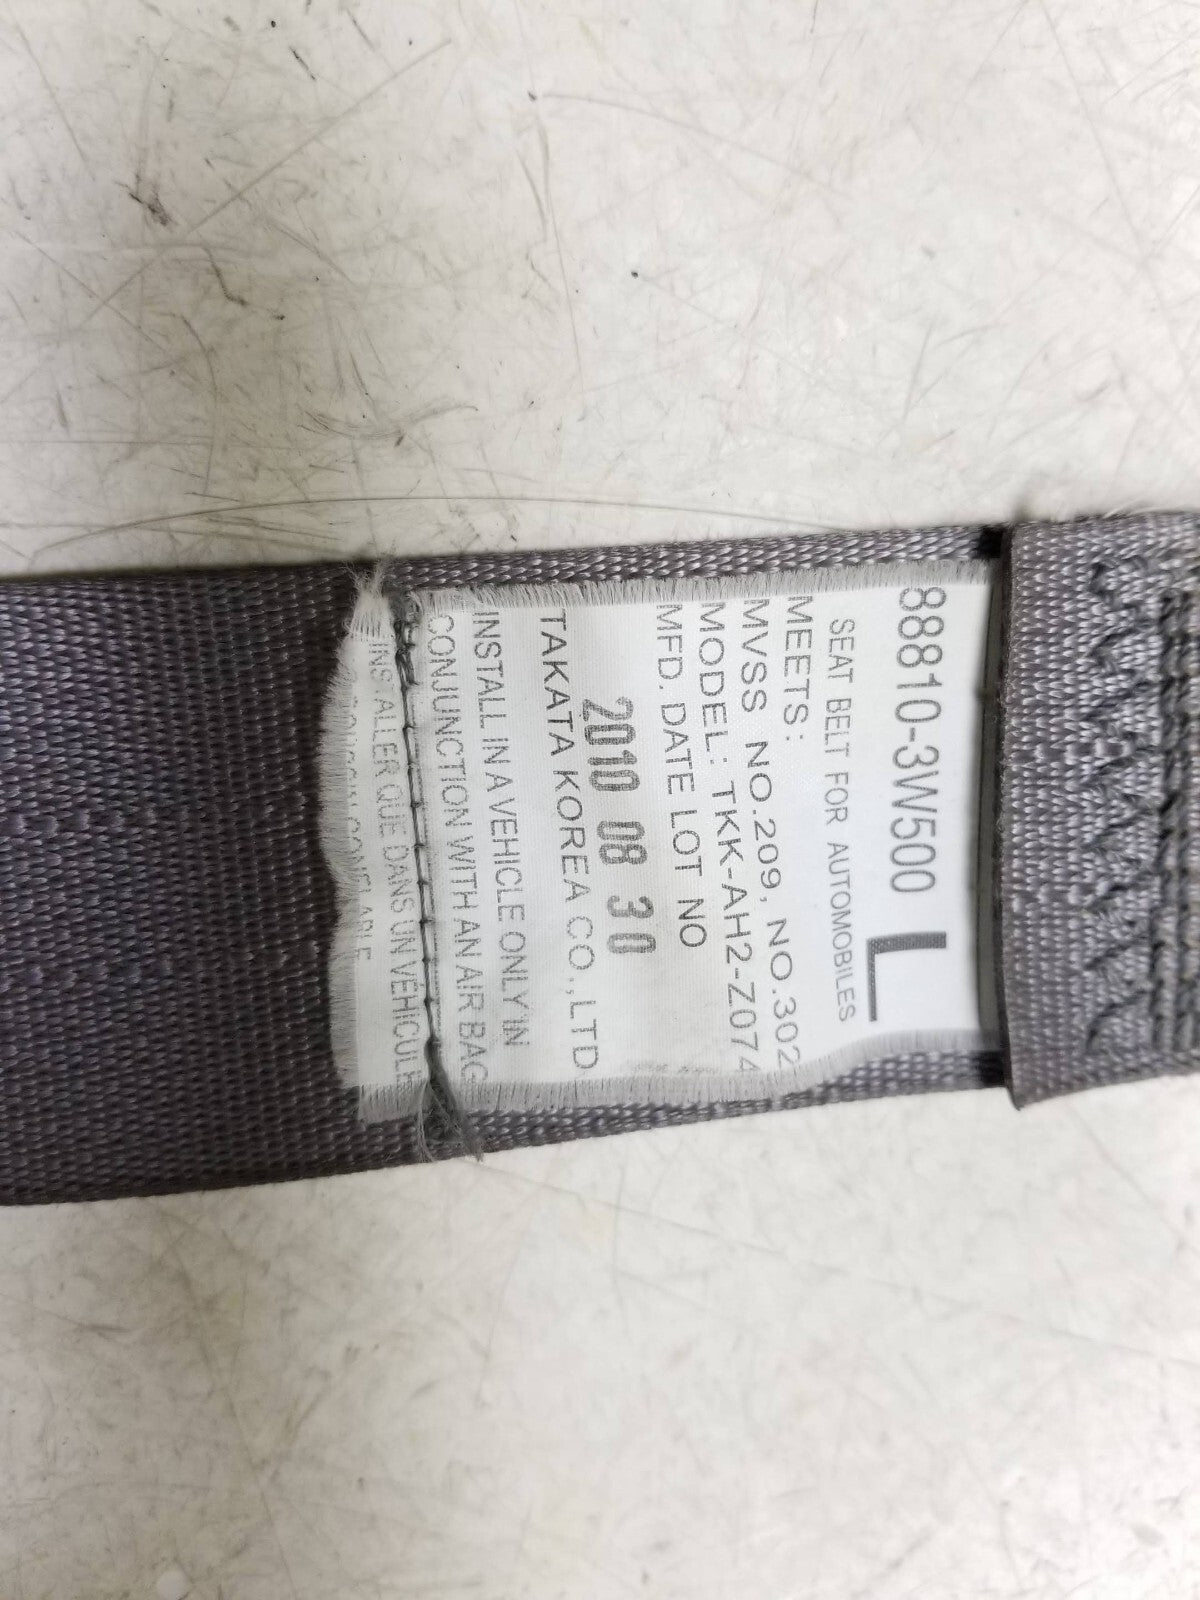 88810-3W500 L
SEAT BELT FOR AUTOMOBILES
MEETS:
MVSS NO.209, NO.302
MODEL: TKK-AH2-Z074
MFD. DATE LOT NO
2010 08 30
TAKATA KOREA CO.,LTD
INSTALL IN A VEHICLE ONLY IN
CONJUNCTION WITH AN AIR BAG
INSTALLER QUE DANS UN VÉHICULE